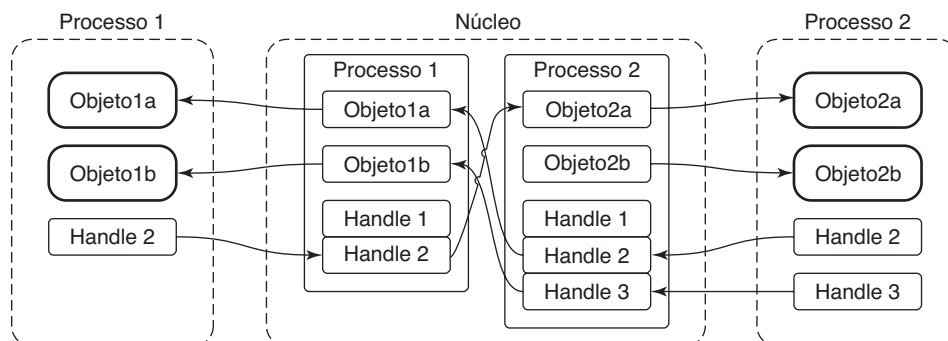 Processo 1
Núcleo
Processo 2
Processo 1
Processo 2
Objeto1a
Objeto1a
Objeto2a
Objeto2a
Objeto1b
Objeto1b
Objeto2b
Objeto2b
Handle 1
Handle 1
Handle 2
Handle 2
Handle 2
Handle 2
Handle 3
Handle 3